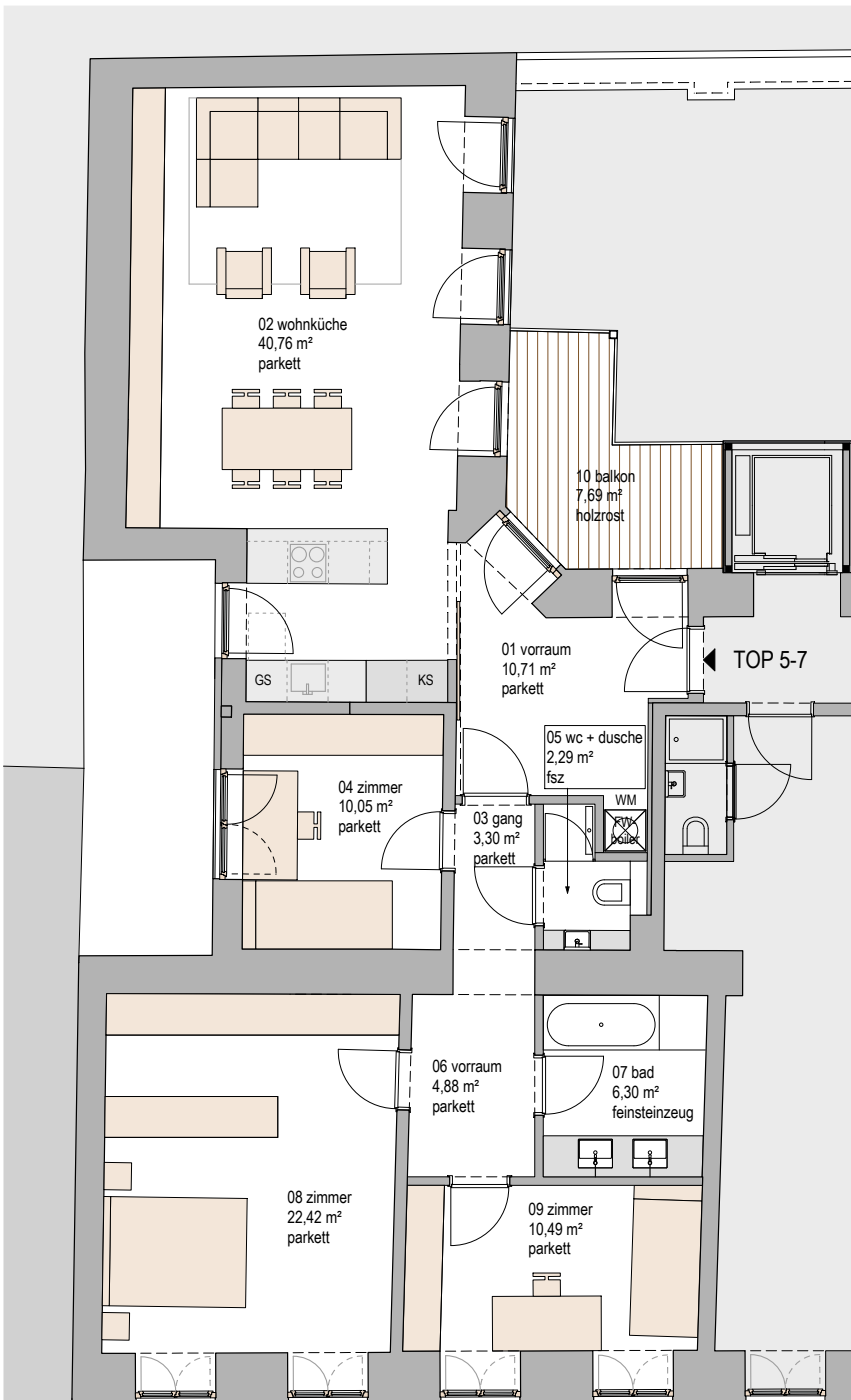 02 wohnküche
40,76 m²
parkett
10 balkon
7,69 m²
holzrost
01 vorraum
10,71 m²
parkett
TOP 5-7
GS
KS
05 wc + dusche
2,29 m²
fsz
04 zimmer
10,05 m²
parkett
WM
FW-
boiler
03 gang
3,30 m²
parkett
06 vorraum
4,88 m²
parkett
07 bad
6,30 m²
feinsteinzeug
08 zimmer
22,42 m²
parkett
09 zimmer
10,49 m²
parkett